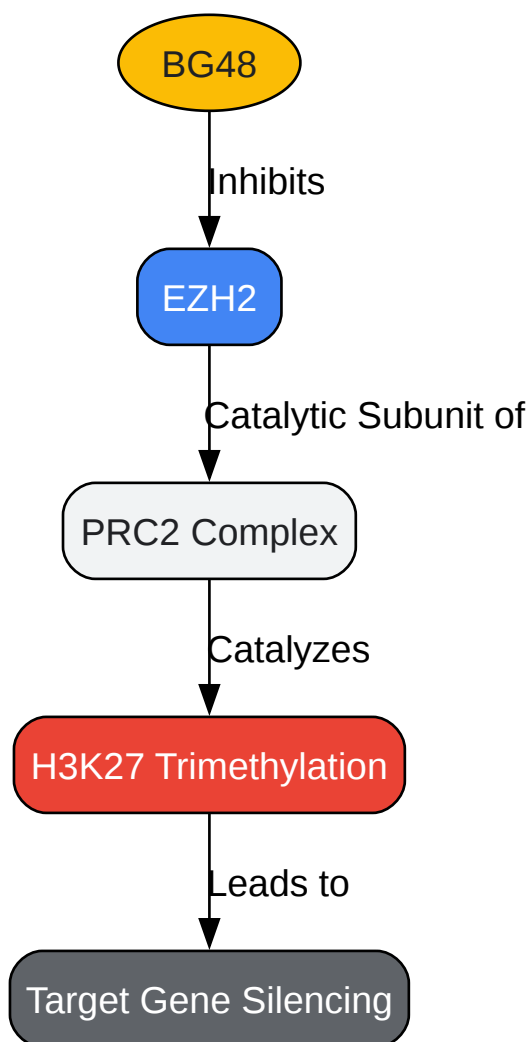 BG48
Inhibits
EZH2
Catalytic Subunit of
PRC2 Complex
Catalyzes
H3K27 Trimethylation
Leads to
Target Gene Silencing